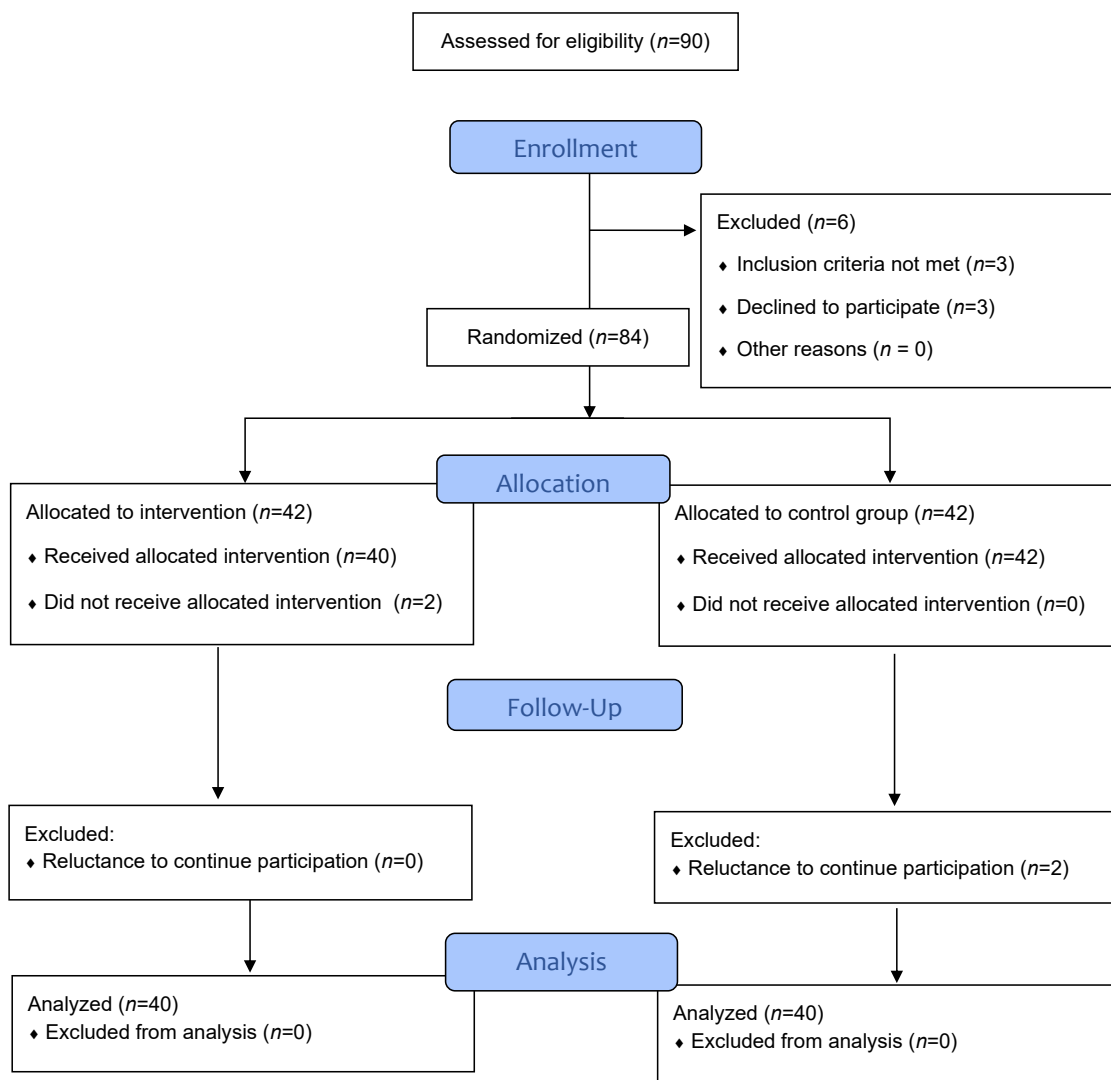 Assessed for eligibility (n=90)
Enrollment
Excluded (n=6)
♦ Inclusion criteria not met (n=3)
♦ Declined to participate (n=3)
♦ Other reasons (n = 0)
Randomized (n=84)
Allocation
Allocated to intervention (n=42)
♦ Received allocated intervention (n=40)
♦ Did not receive allocated intervention (n=2)
Allocated to control group (n=42)
♦ Received allocated intervention (n=42)
♦ Did not receive allocated intervention (n=0)
Follow-Up
Excluded:
♦ Reluctance to continue participation (n=0)
Excluded:
♦ Reluctance to continue participation (n=2)
Analysis
Analyzed (n=40)
♦ Excluded from analysis (n=0)
Analyzed (n=40)
♦ Excluded from analysis (n=0)